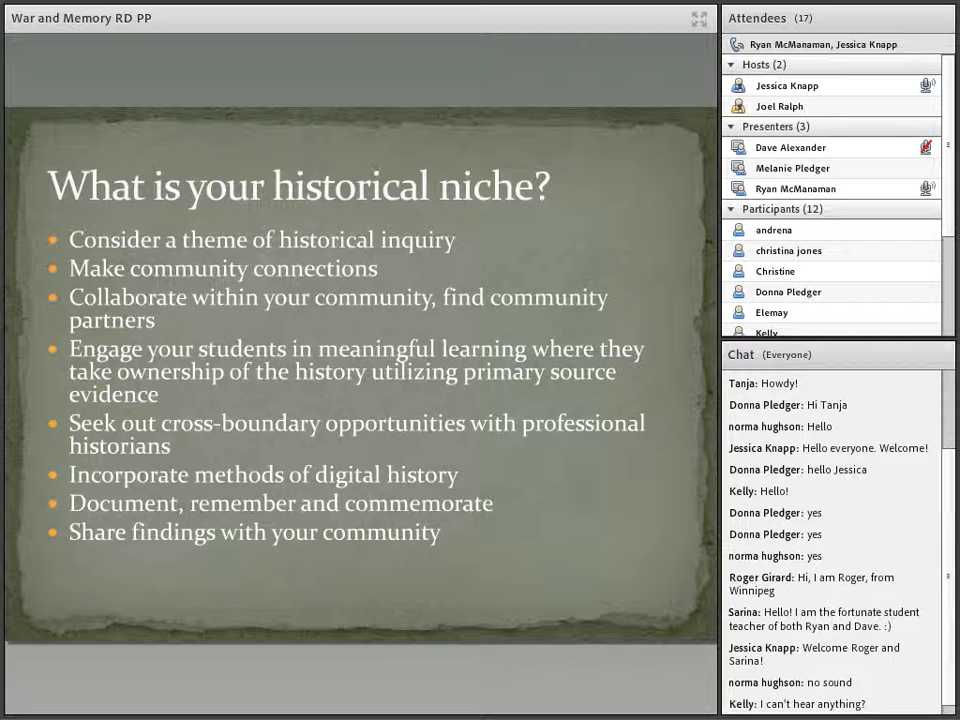 War and Memory RD PP
What is your historical niche?
• Consider a theme of historical inquiry
• Make community connections
• Collaborate within your community, find community
partners
• Engage your students in meaningful learning where they
take ownership of the history utilizing primary source
evidence
• Seek out cross-boundary opportunities with professional
historians
• Incorporate methods of digital history
• Document, remember and commemorate
• Share findings with your community
Attendees (17)
Ryan McManaman, Jessica Knapp
Hosts (2)
Jessica Knapp
Joel Ralph
Presenters (3)
Dave Alexander
Melanie Pledger
Ryan McManaman
Participants (12)
andrena
christina jones
Christine
Donna Pledger
Elemay
Kelly
Chat (Everyone)
Tanja: Howdy!
Donna Pledger: Hi Tanja
norma hughson: Hello
Jessica Knapp: Hello everyone. Welcome!
Donna Pledger: hello Jessica
Kelly: Hello!
Donna Pledger: yes
Donna Pledger: yes
norma hughson: yes
Roger Girard: Hi, I am Roger, from
Winnipeg
Sarina: Hello! I am the fortunate student
teacher of both Ryan and Dave. :)
Jessica Knapp: Welcome Roger and
Sarina!
norma hughson: no sound
Kelly: I can't hear anything?